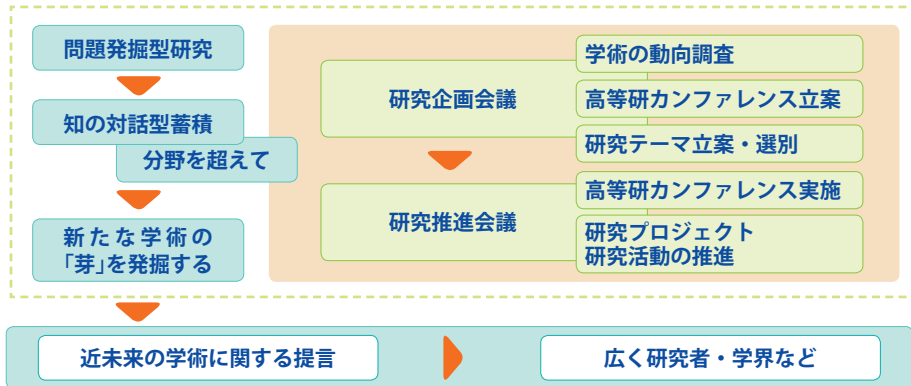 問題発掘型研究
知の対話型蓄積
分野を超えて
新たな学術の
「芽」を発掘する
研究企画会議
学術の動向調査
高等研カンファレンス立案
研究テーマ立案・選別
研究推進会議
高等研カンファレンス実施
研究プロジェクト
研究活動の推進
近未来の学術に関する提言
広く研究者・学界など